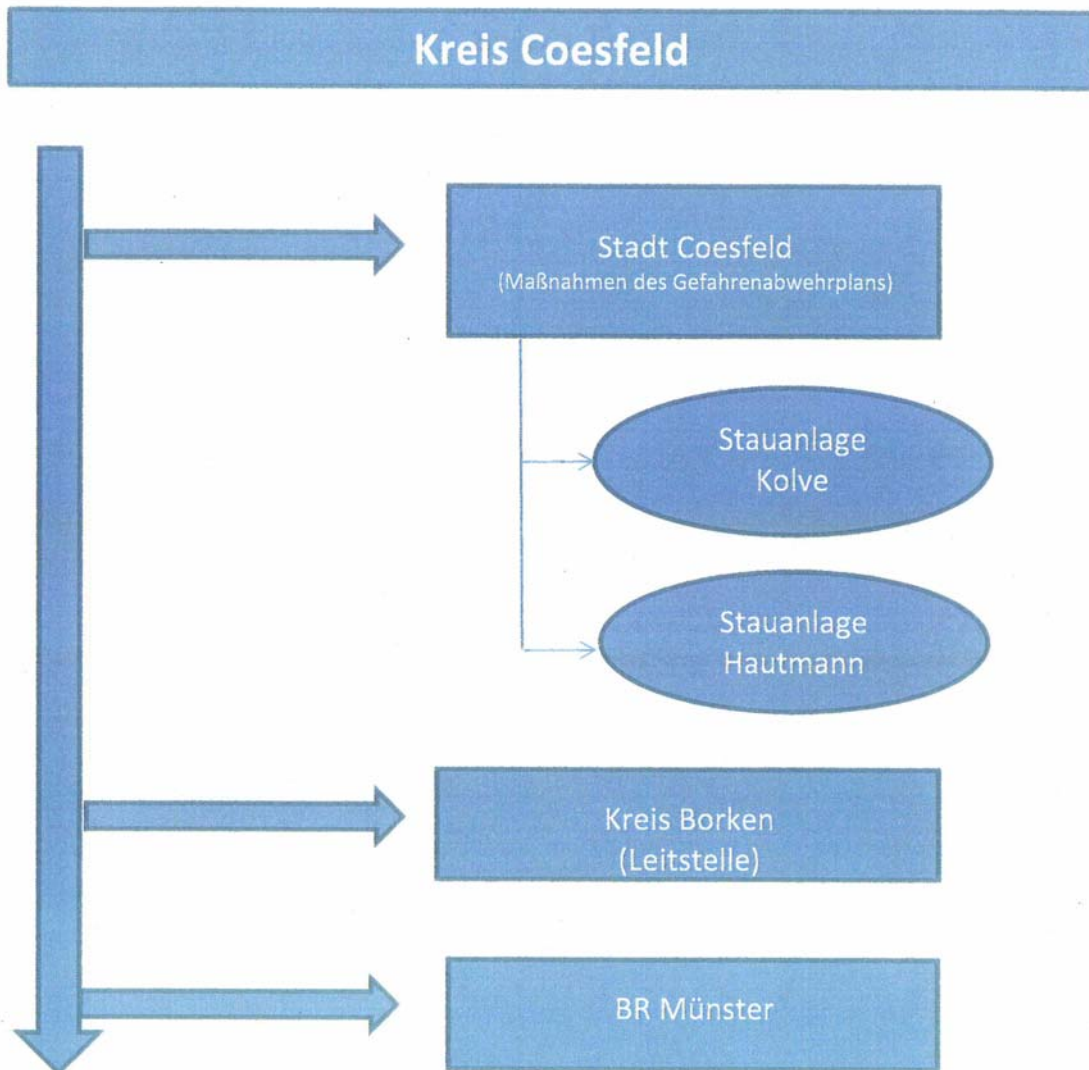 Kreis Coesfeld
Stadt Coesfeld
(Maßnahmen des Gefahrenabwehrplans)
Stauanlage
Kolve
Stauanlage
Hautmann
Kreis Borken
(Leitstelle)
BR Münster